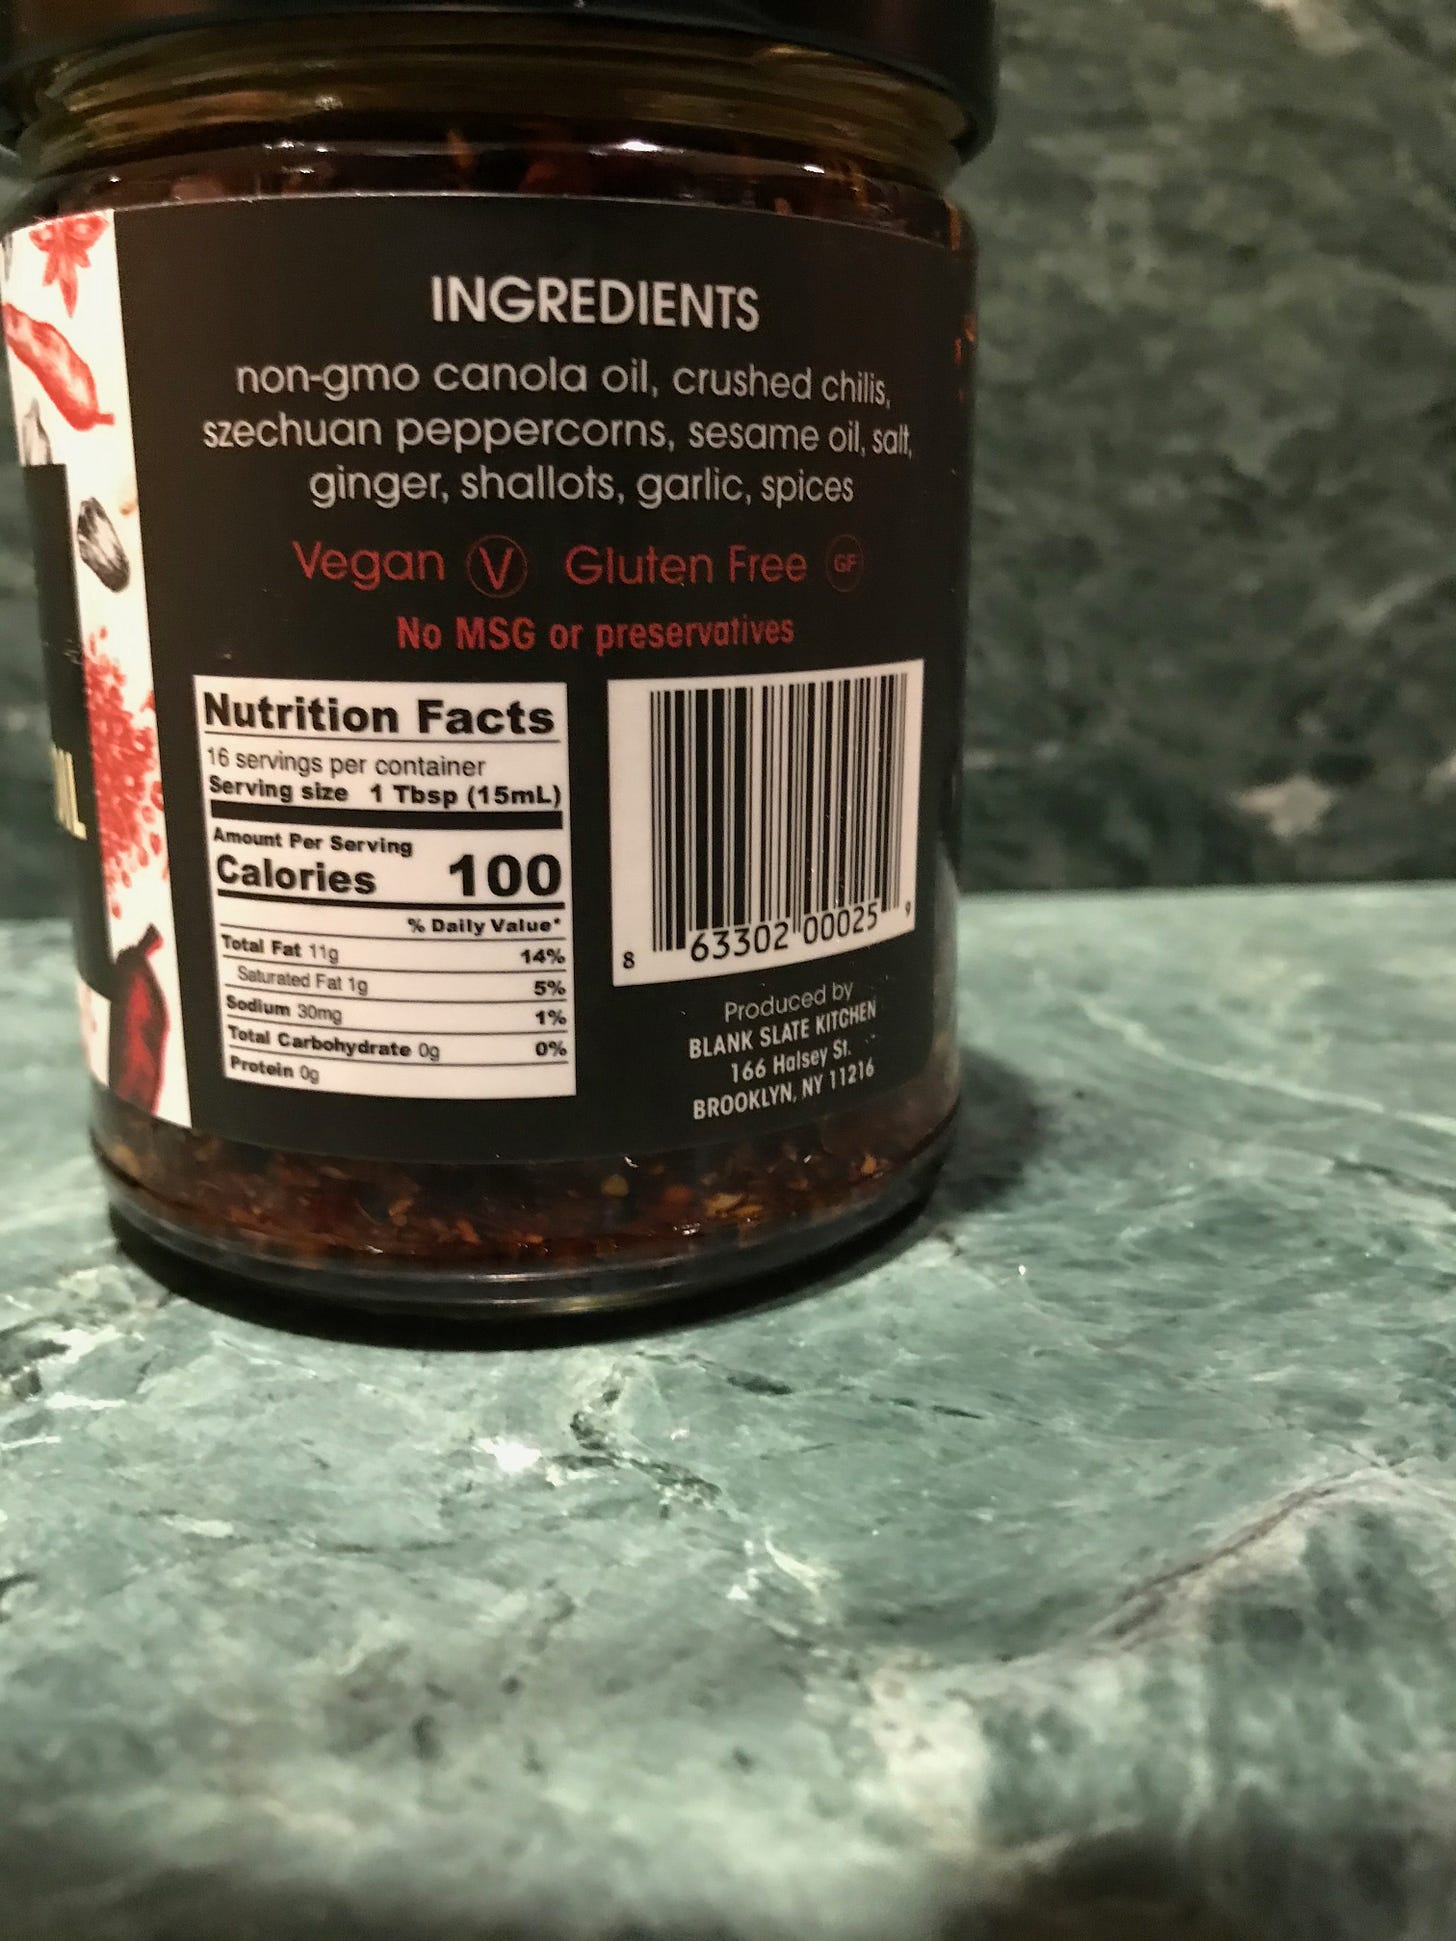 INGREDIENTS
non-gmo canola oil, crushed chilis,
szechuan peppercorns, sesame oil, salt,
ginger, shallots, garlic, spices
Vegan V Gluten Free GF
No MSG or preservatives
Nutrition Facts
16 servings per container
Serving size 1 Tbsp (15mL)
Amount Per Serving
Calories 100
% Daily Value*
Total Fat 11g 14%
Saturated Fat 1g 5%
Sodium 30mg 1%
Total Carbohydrate 0g 0%
Protein 0g
8 63302 00025 9
Produced by
BLANK SLATE KITCHEN
166 Halsey St.
BROOKLYN, NY 11216